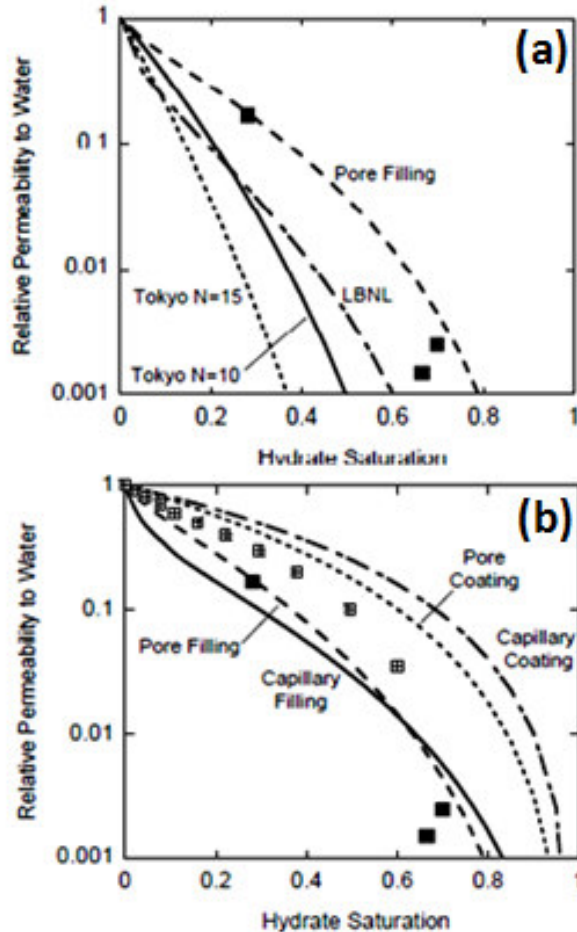 (a)
Relative Permeability to Water
1
0.1
0.01
0.001
Pore Filling
LBNL
Tokyo N=15
Tokyo N=10
0 0.2 0.4 0.6 0.8 1
Hydrate Saturation
(b)
Relative Permeability to Water
1
0.1
0.01
0.001
Pore
Coating
Pore Filling
Capillary
Filling
Capillary
Coating
0 0.2 0.4 0.6 0.8 1
Hydrate Saturation